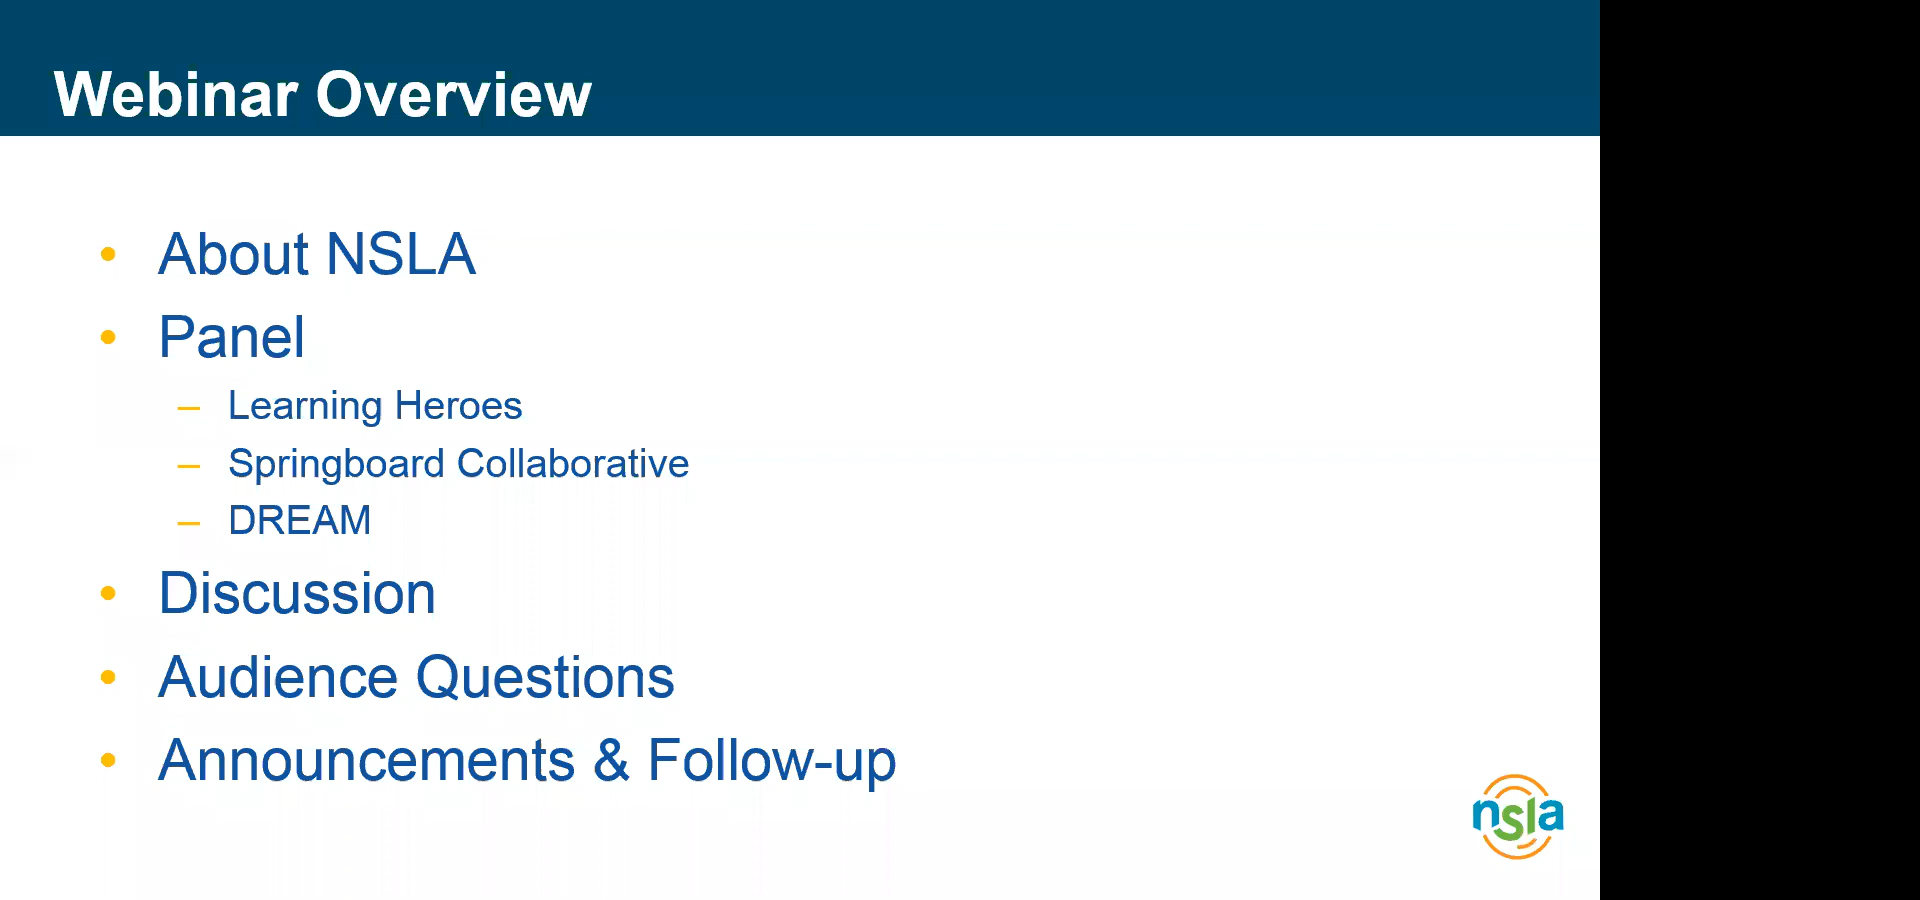 Webinar Overview
• About NSLA
• Panel
– Learning Heroes
– Springboard Collaborative
– DREAM
• Discussion
• Audience Questions
• Announcements & Follow-up
nsla